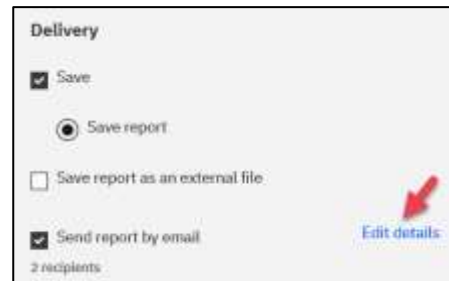 Delivery
Save
Save report
Save report as an external file
Send report by email Edit details
2 recipients